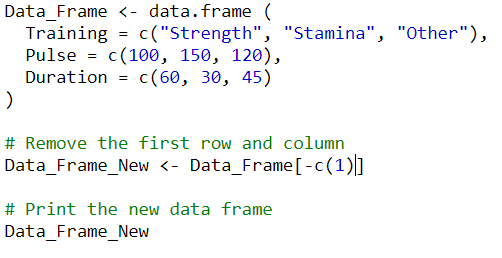 Data_Frame <- data.frame (
  Training = c("Strength", "Stamina", "Other"),
  Pulse = c(100, 150, 120),
  Duration = c(60, 30, 45)
)

# Remove the first row and column
Data_Frame_New <- Data_Frame[-c(1)]

# Print the new data frame
Data_Frame_New